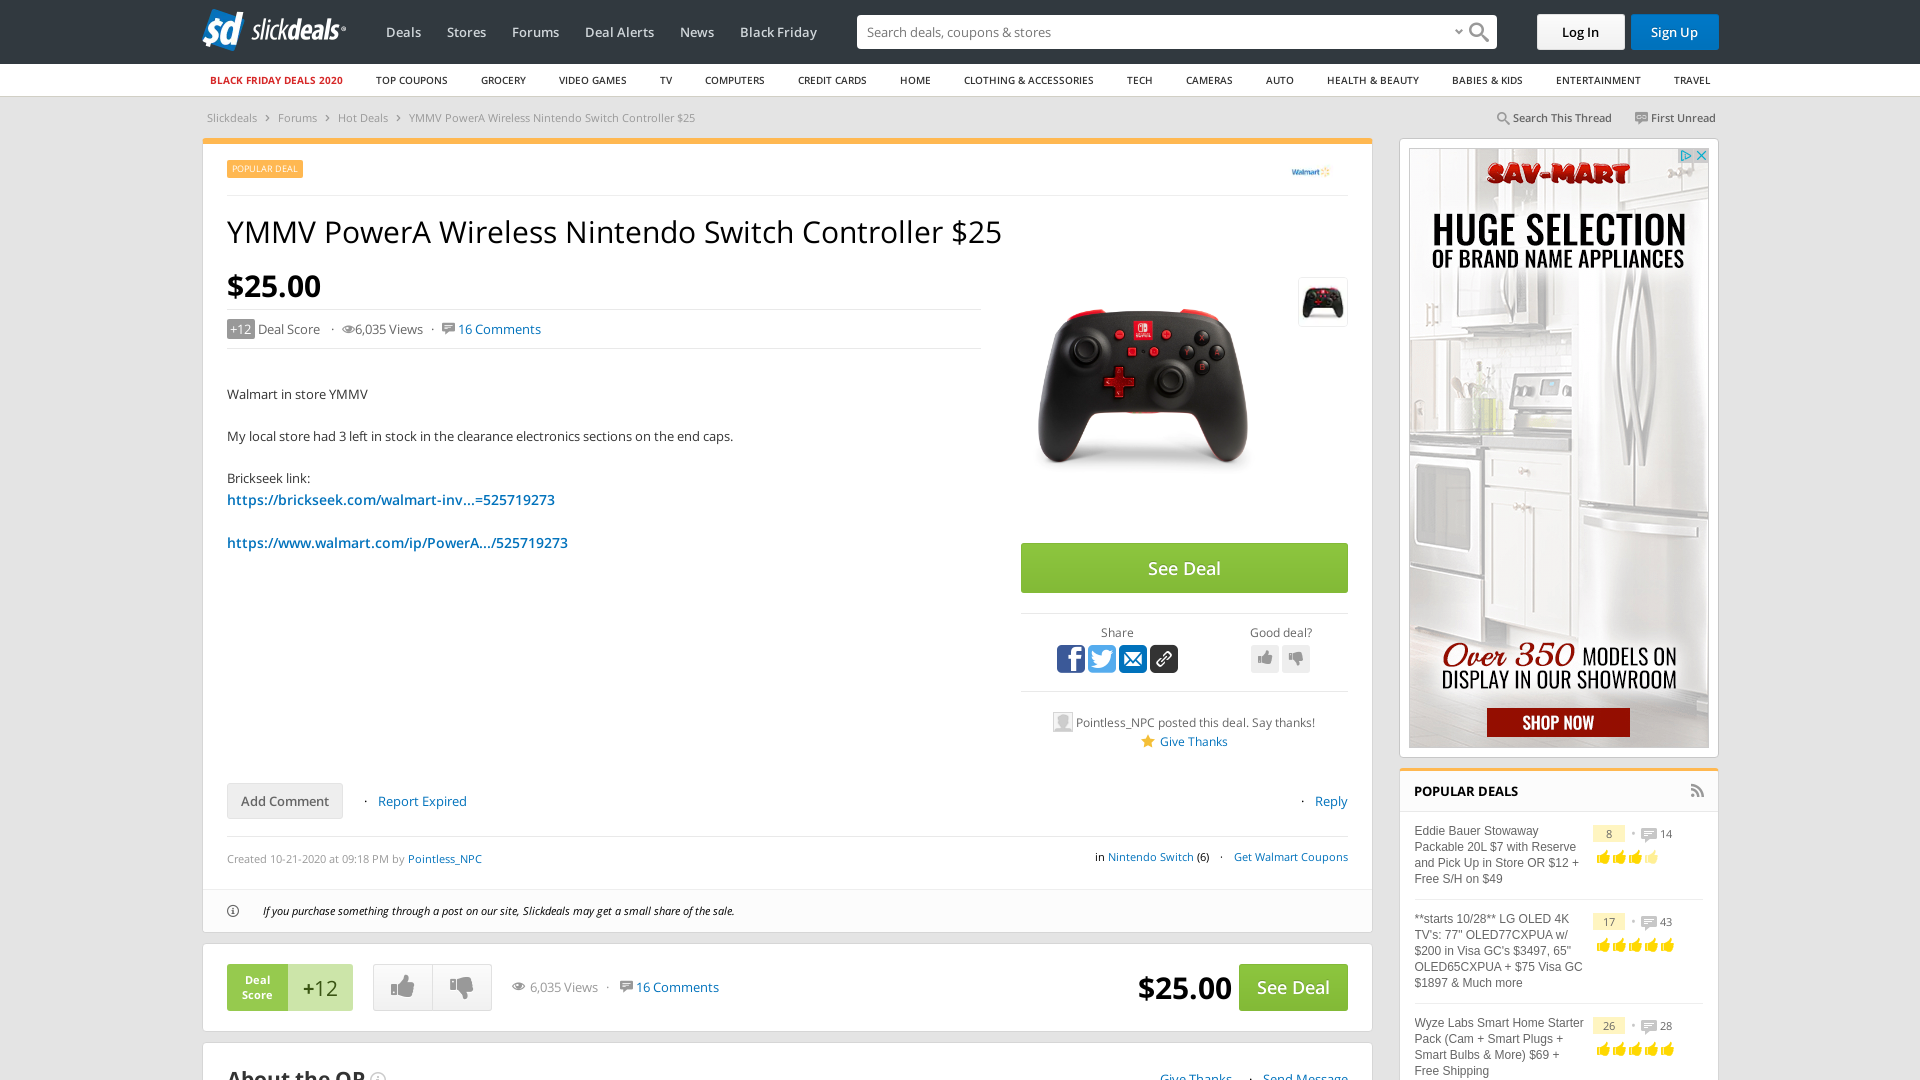 slickdeals
Deals
Stores
Forums
Deal Alerts
News
Black Friday
Search deals, coupons & stores
Log In
Sign Up
BLACK FRIDAY DEALS 2020
TOP COUPONS
GROCERY
VIDEO GAMES
TV
COMPUTERS
CREDIT CARDS
HOME
CLOTHING & ACCESSORIES
TECH
CAMERAS
AUTO
HEALTH & BEAUTY
BABIES & KIDS
ENTERTAINMENT
TRAVEL
Slickdeals > Forums > Hot Deals > YMMV PowerA Wireless Nintendo Switch Controller $25
Search This Thread
First Unread
POPULAR DEAL
Walmart
YMMV PowerA Wireless Nintendo Switch Controller $25
$25.00
+12 Deal Score · 6,035 Views · 16 Comments
Walmart in store YMMV
My local store had 3 left in stock in the clearance electronics sections on the end caps.
Brickseek link:
https://brickseek.com/walmart-inv...=525719273
https://www.walmart.com/ip/PowerA.../525719273
See Deal
Share
Good deal?
Pointless_NPC posted this deal. Say thanks!
Give Thanks
Add Comment
· Report Expired
· Reply
Created 10-21-2020 at 09:18 PM by Pointless_NPC
in Nintendo Switch (6) · Get Walmart Coupons
If you purchase something through a post on our site, Slickdeals may get a small share of the sale.
Deal
Score
+12
6,035 Views · 16 Comments
$25.00
See Deal
About the OP
Give Thanks · Send Message
SAV-MART
HUGE SELECTION
OF BRAND NAME APPLIANCES
Over 350 MODELS ON
DISPLAY IN OUR SHOWROOM
SHOP NOW
POPULAR DEALS
Eddie Bauer Stowaway
Packable 20L $7 with Reserve
and Pick Up in Store OR $12 +
Free S/H on $49
8 • 14
**starts 10/28** LG OLED 4K
TV's: 77" OLED77CXPUA w/
$200 in Visa GC's $3497, 65"
OLED65CXPUA + $75 Visa GC
$1897 & Much more
17 • 43
Wyze Labs Smart Home Starter
Pack (Cam + Smart Plugs +
Smart Bulbs & More) $69 +
Free Shipping
26 • 28